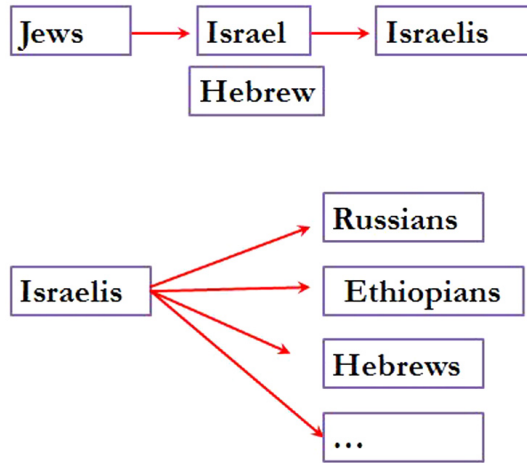 Jews
Israel
Israelis
Hebrew
Russians
Israelis
Ethiopians
Hebrews
...